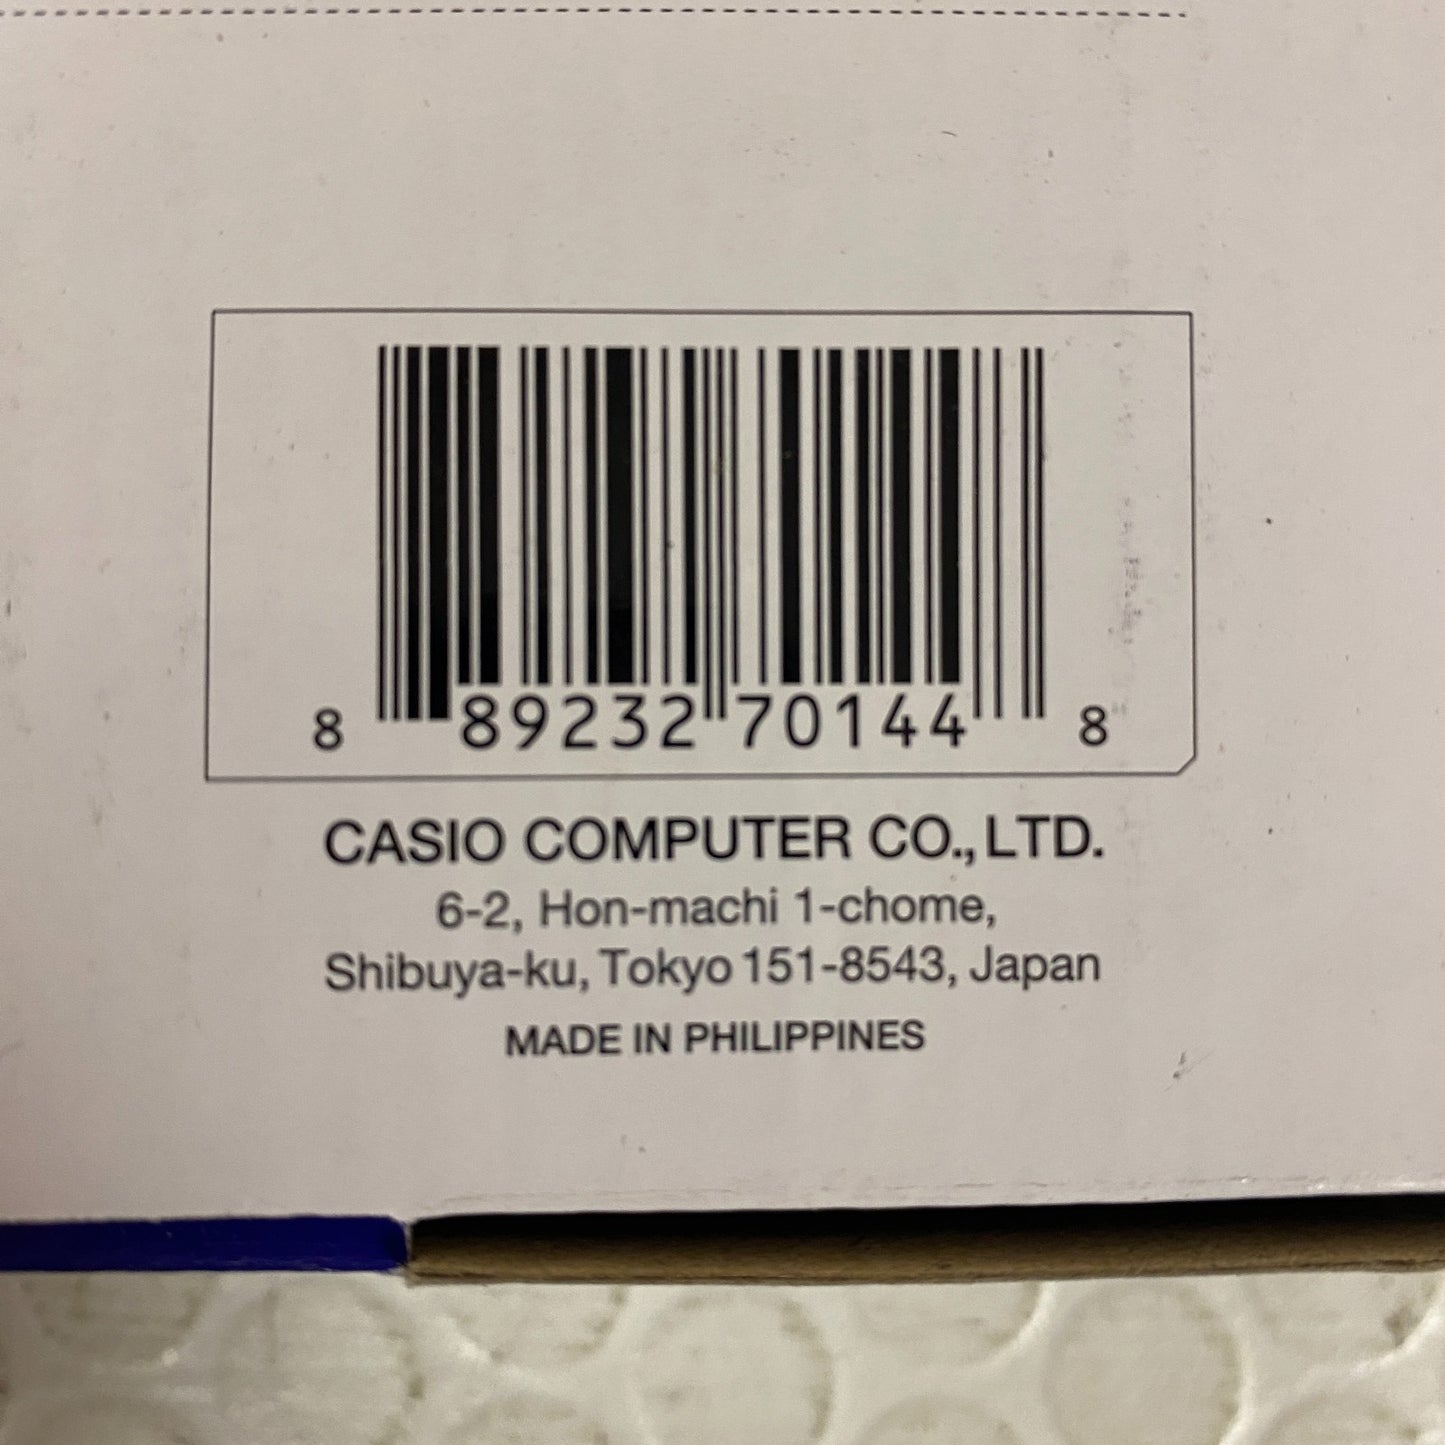 8 89232 70144 8
CASIO COMPUTER CO., LTD.
6-2, Hon-machi 1-chome,
Shibuya-ku, Tokyo 151-8543, Japan
MADE IN PHILIPPINES